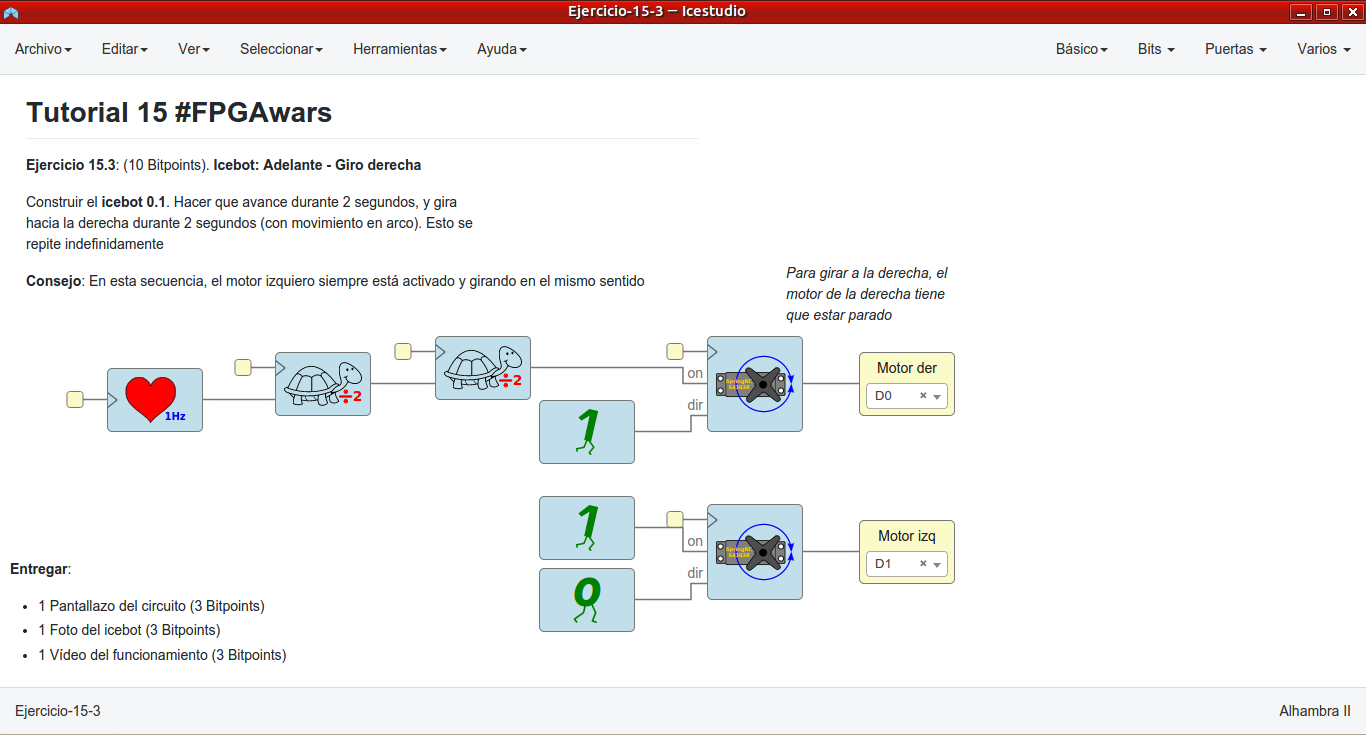 Ejercicio-15-3 — Icestudio
Archivo Editar Ver Seleccionar Herramientas Ayuda Básico Bits Puertas Varios
Tutorial 15 #FPGAwars
Ejercicio 15.3: (10 Bitpoints). Icebot: Adelante - Giro derecha
Construir el icebot 0.1. Hacer que avance durante 2 segundos, y gira
hacia la derecha durante 2 segundos (con movimiento en arco). Esto se
repite indefinidamente
Consejo: En esta secuencia, el motor izquiero siempre está activado y girando en el mismo sentido
Para girar a la derecha, el
motor de la derecha tiene
que estar parado
1Hz
÷2
÷2
on
dir
SpringRC
SM3R
Motor der
D0
1
1
on
dir
SpringRC
Motor izq
D1
0
Entregar:
• 1 Pantallazo del circuito (3 Bitpoints)
• 1 Foto del icebot (3 Bitpoints)
• 1 Vídeo del funcionamiento (3 Bitpoints)
Ejercicio-15-3
Alhambra II